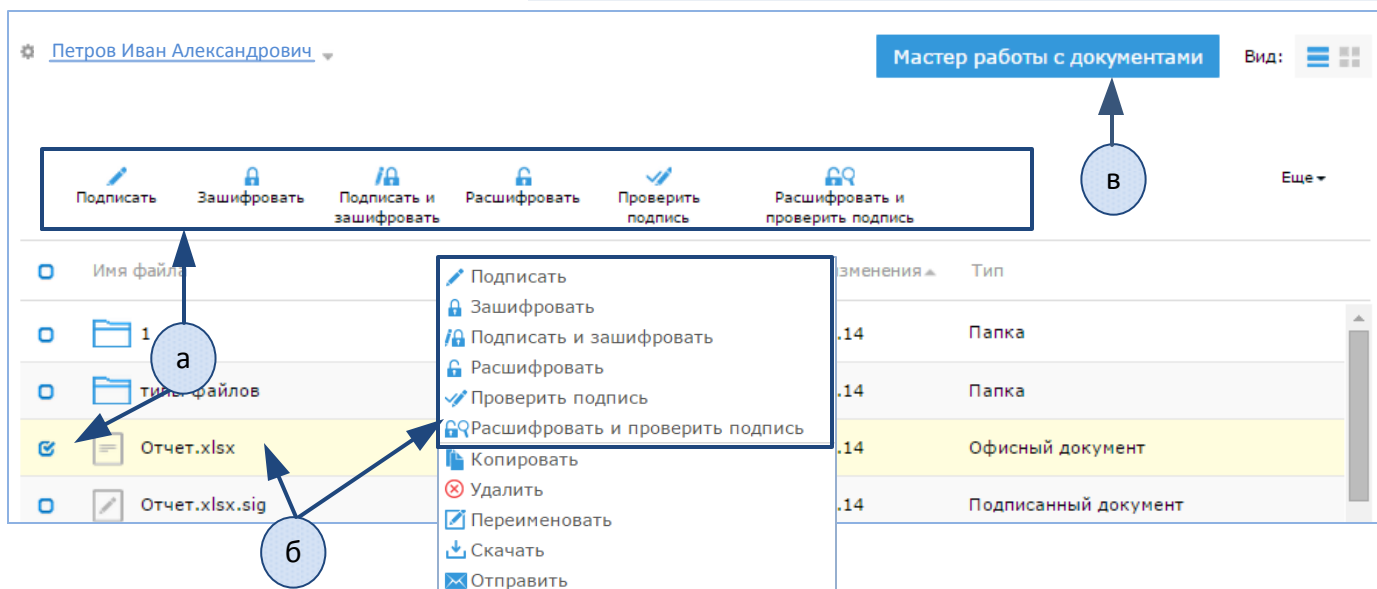 Петров Иван Александрович
Мастер работы с документами
Вид:
в
Подписать
Зашифровать
Подписать и
зашифровать
Расшифровать
Проверить
подпись
Расшифровать и
проверить подпись
Еще
Имя файла
зменения
Тип
1
.14
Папка
а
типы файлов
.14
Папка
Отчет.xlsx
.14
Офисный документ
Отчет.xlsx.sig
.14
Подписанный документ
б
Подписать
Зашифровать
Подписать и зашифровать
Расшифровать
Проверить подпись
Расшифровать и проверить подпись
Копировать
Удалить
Переименовать
Скачать
Отправить